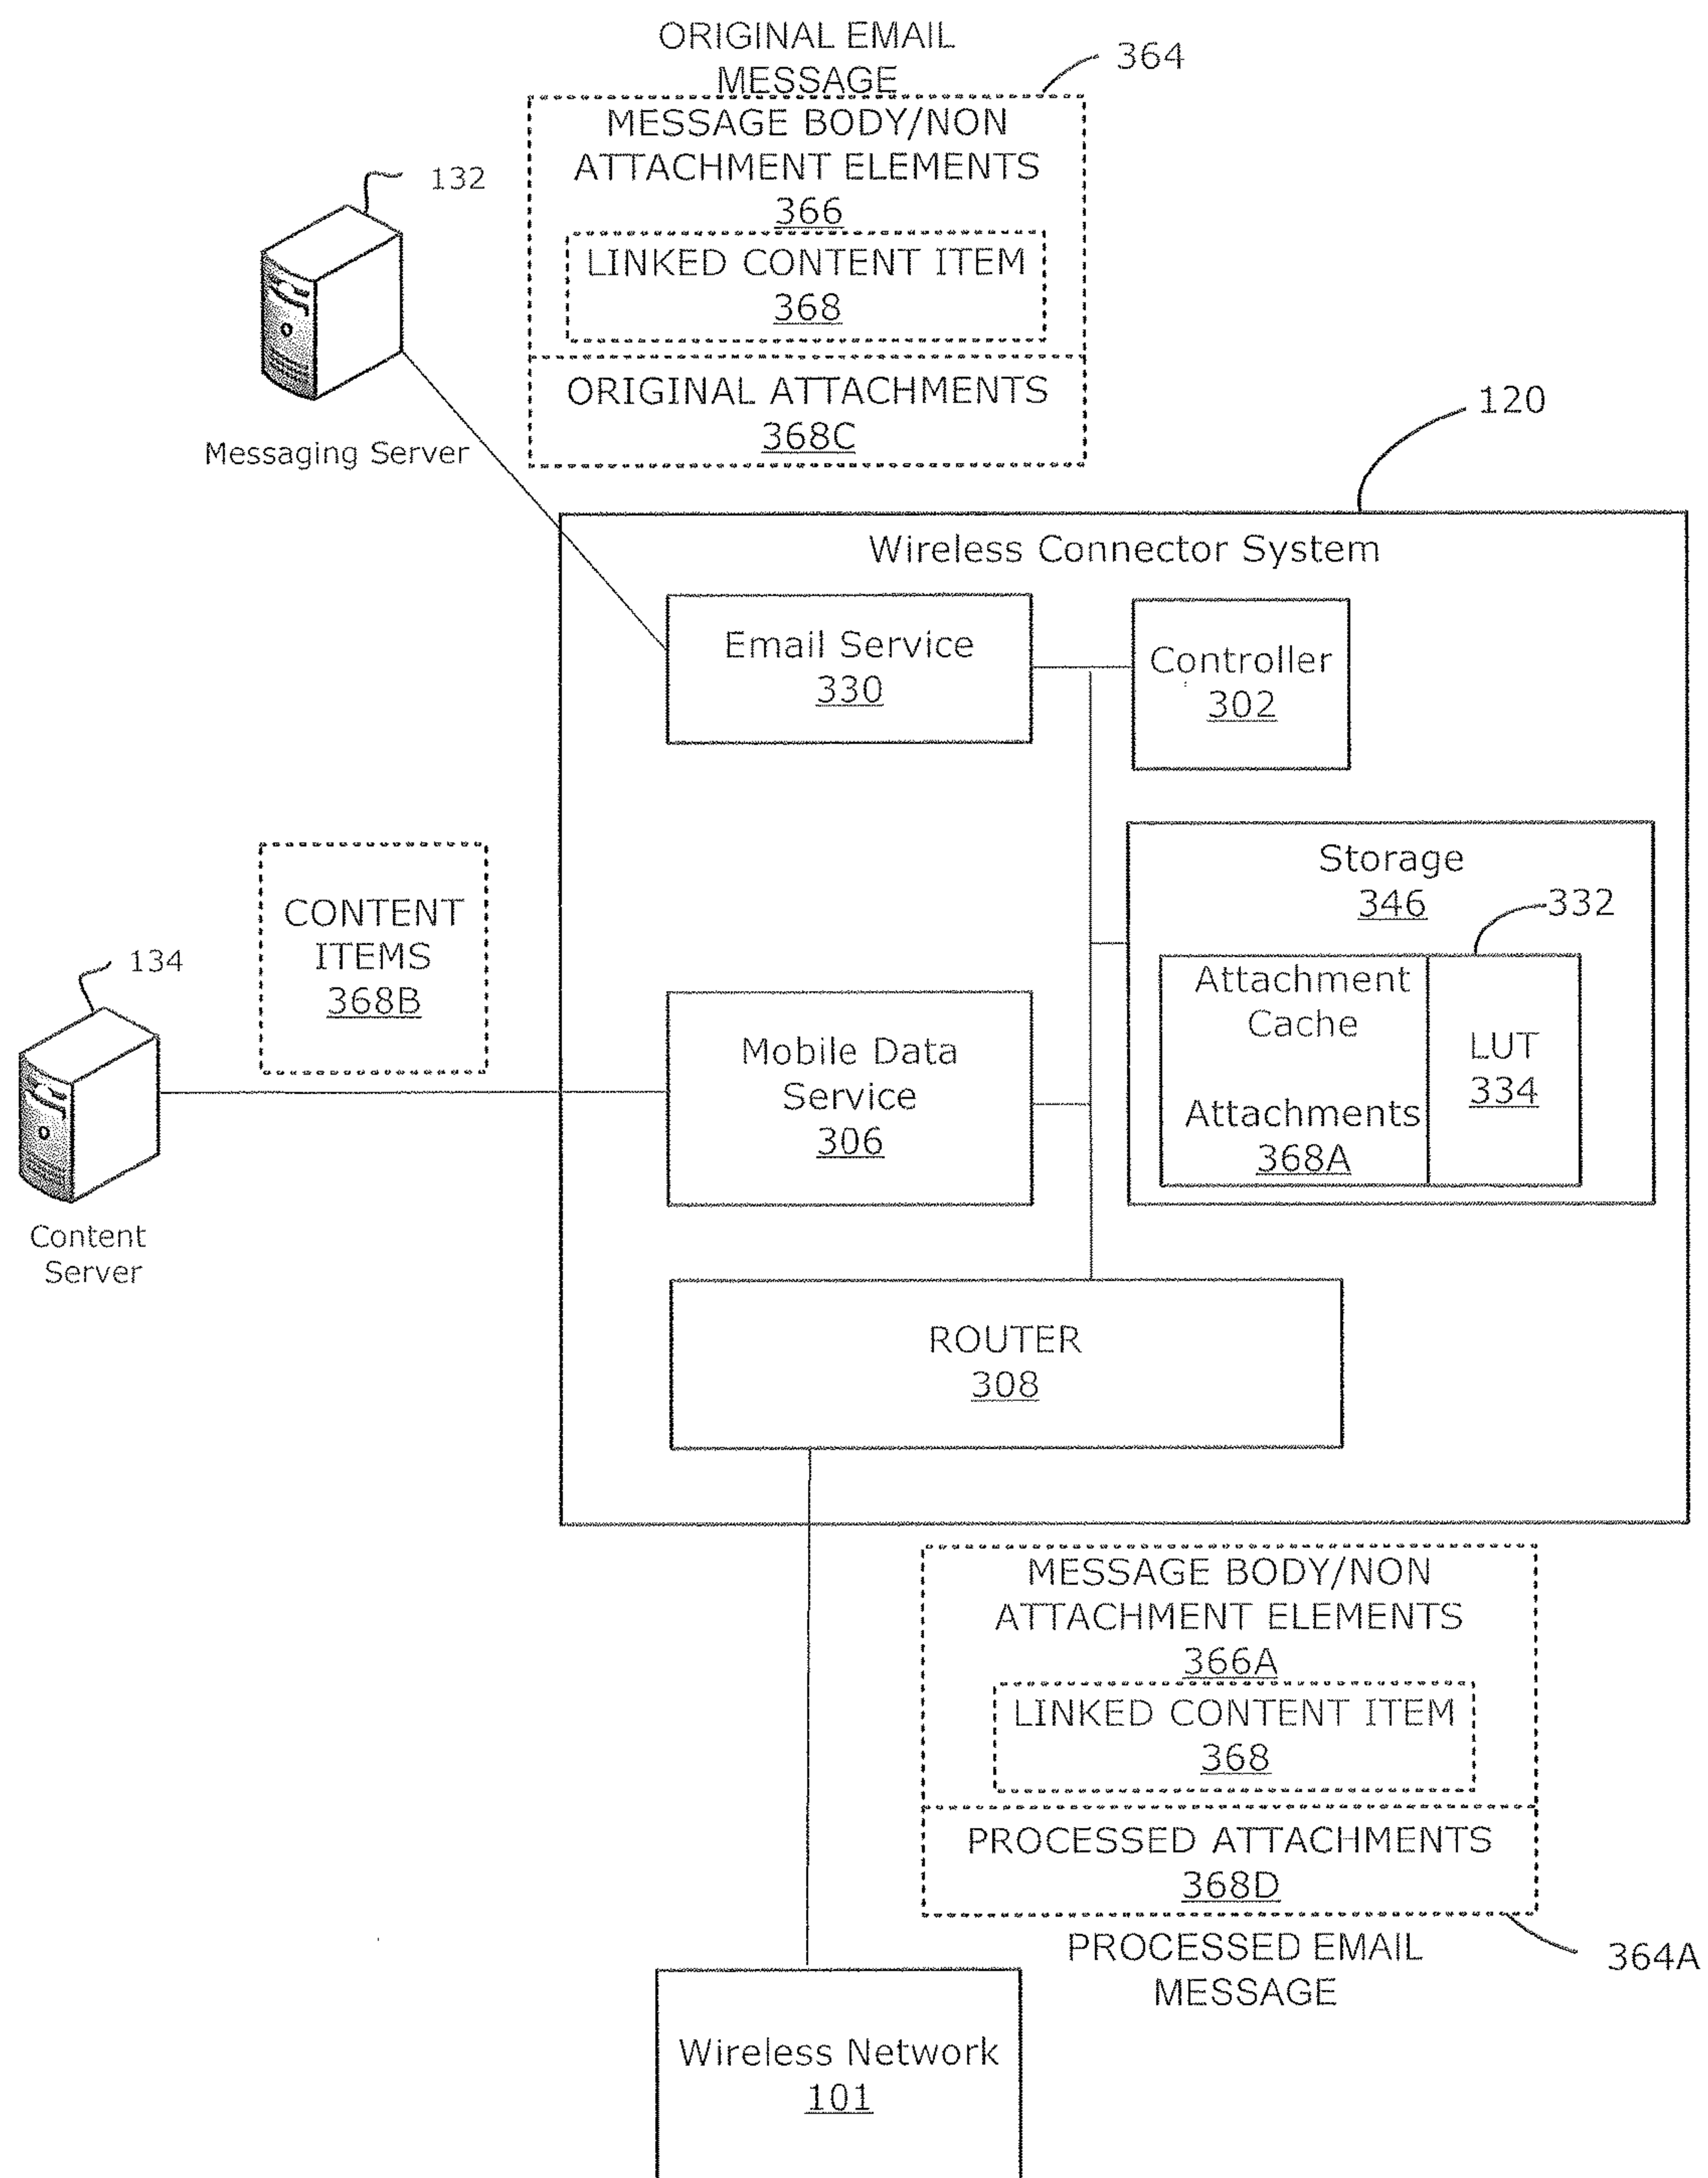 ORIGINAL EMAIL
MESSAGE
364
MESSAGE BODY/NON
ATTACHMENT ELEMENTS
366
LINKED CONTENT ITEM
368
ORIGINAL ATTACHMENTS
368C
132
Messaging Server
120
Wireless Connector System
Email Service
330
Controller
302
Storage
346
332
Attachment
Cache
Attachments
368A
LUT
334
CONTENT
ITEMS
368B
134
Content
Server
Mobile Data
Service
306
ROUTER
308
MESSAGE BODY/NON
ATTACHMENT ELEMENTS
366A
LINKED CONTENT ITEM
368
PROCESSED ATTACHMENTS
368D
PROCESSED EMAIL
MESSAGE
364A
Wireless Network
101